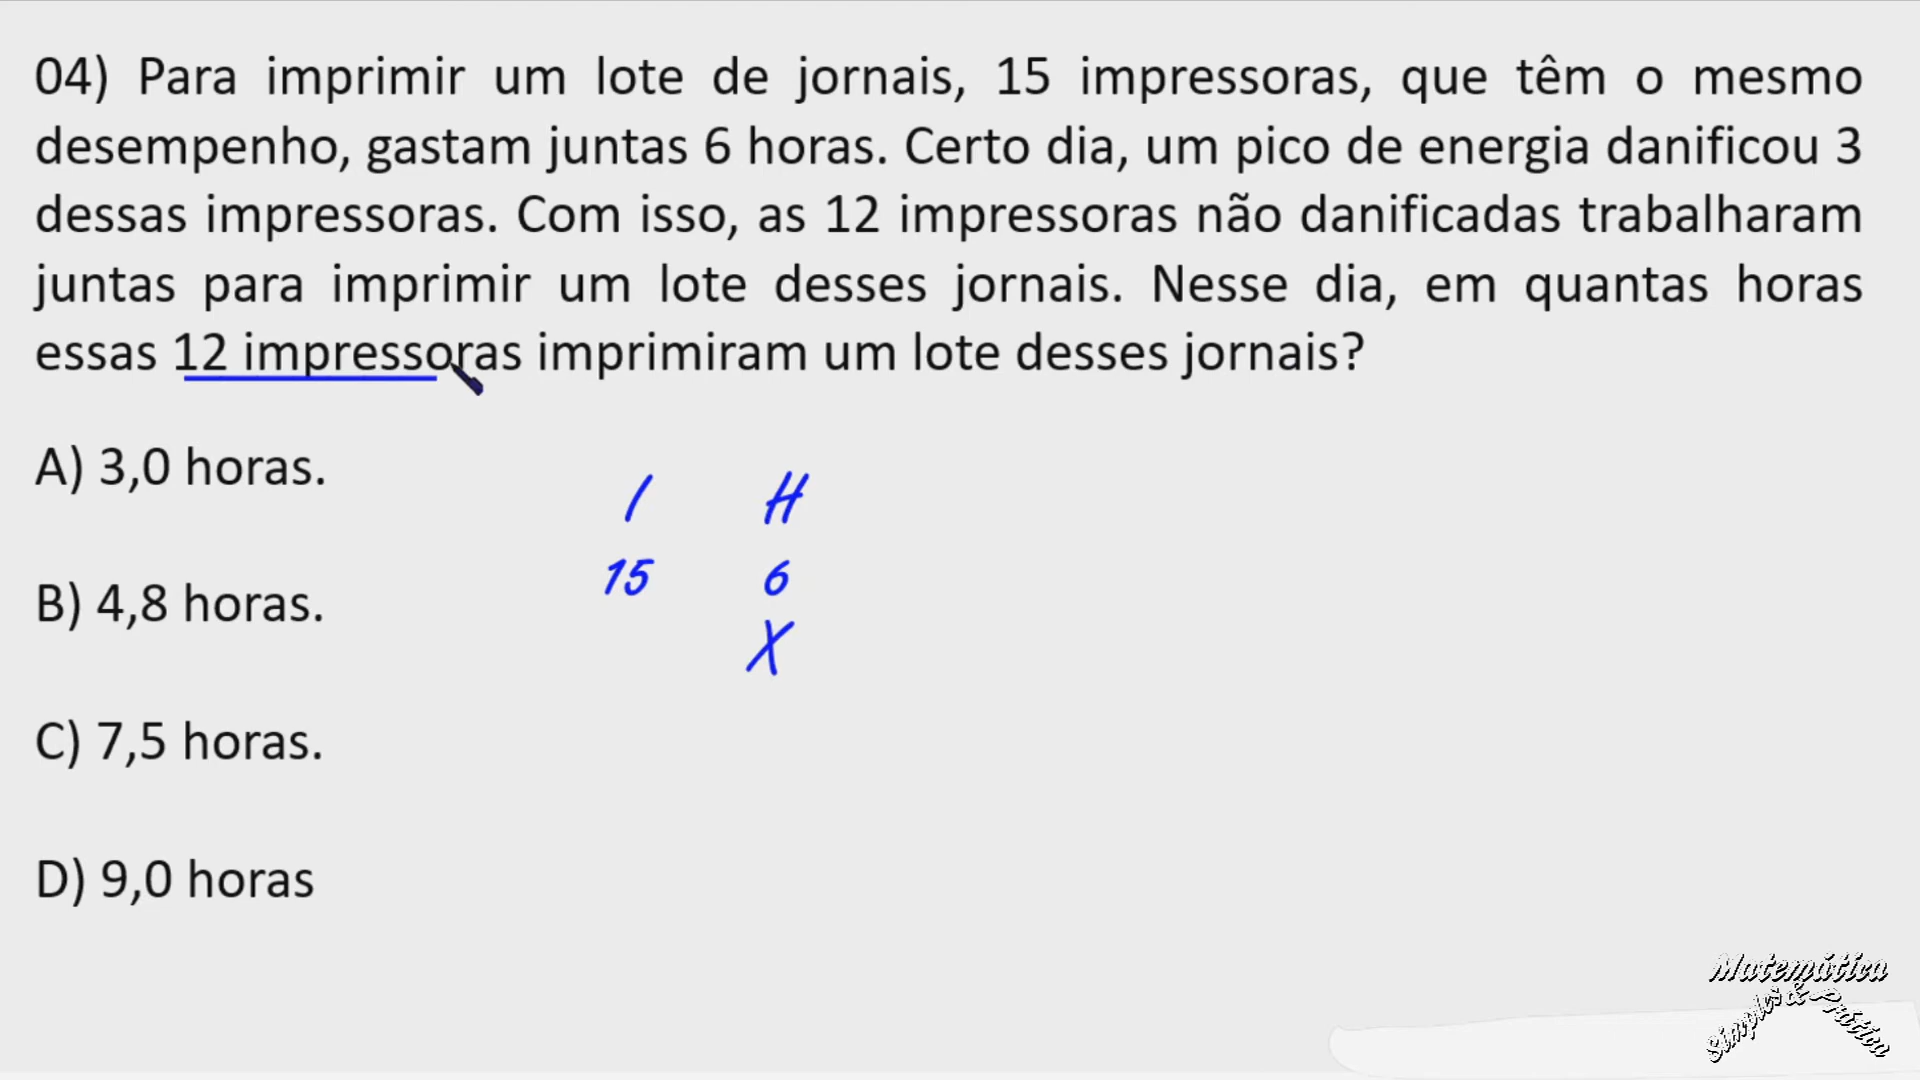 04) Para imprimir um lote de jornais, 15 impressoras, que têm o mesmo
desempenho, gastam juntas 6 horas. Certo dia, um pico de energia danificou 3
dessas impressoras. Com isso, as 12 impressoras não danificadas trabalharam
juntas para imprimir um lote desses jornais. Nesse dia, em quantas horas
essas 12 impressoras imprimiram um lote desses jornais?
A) 3,0 horas.
I H
15 6
B) 4,8 horas.
X
C) 7,5 horas.
D) 9,0 horas
Matemática
Simples & Prática